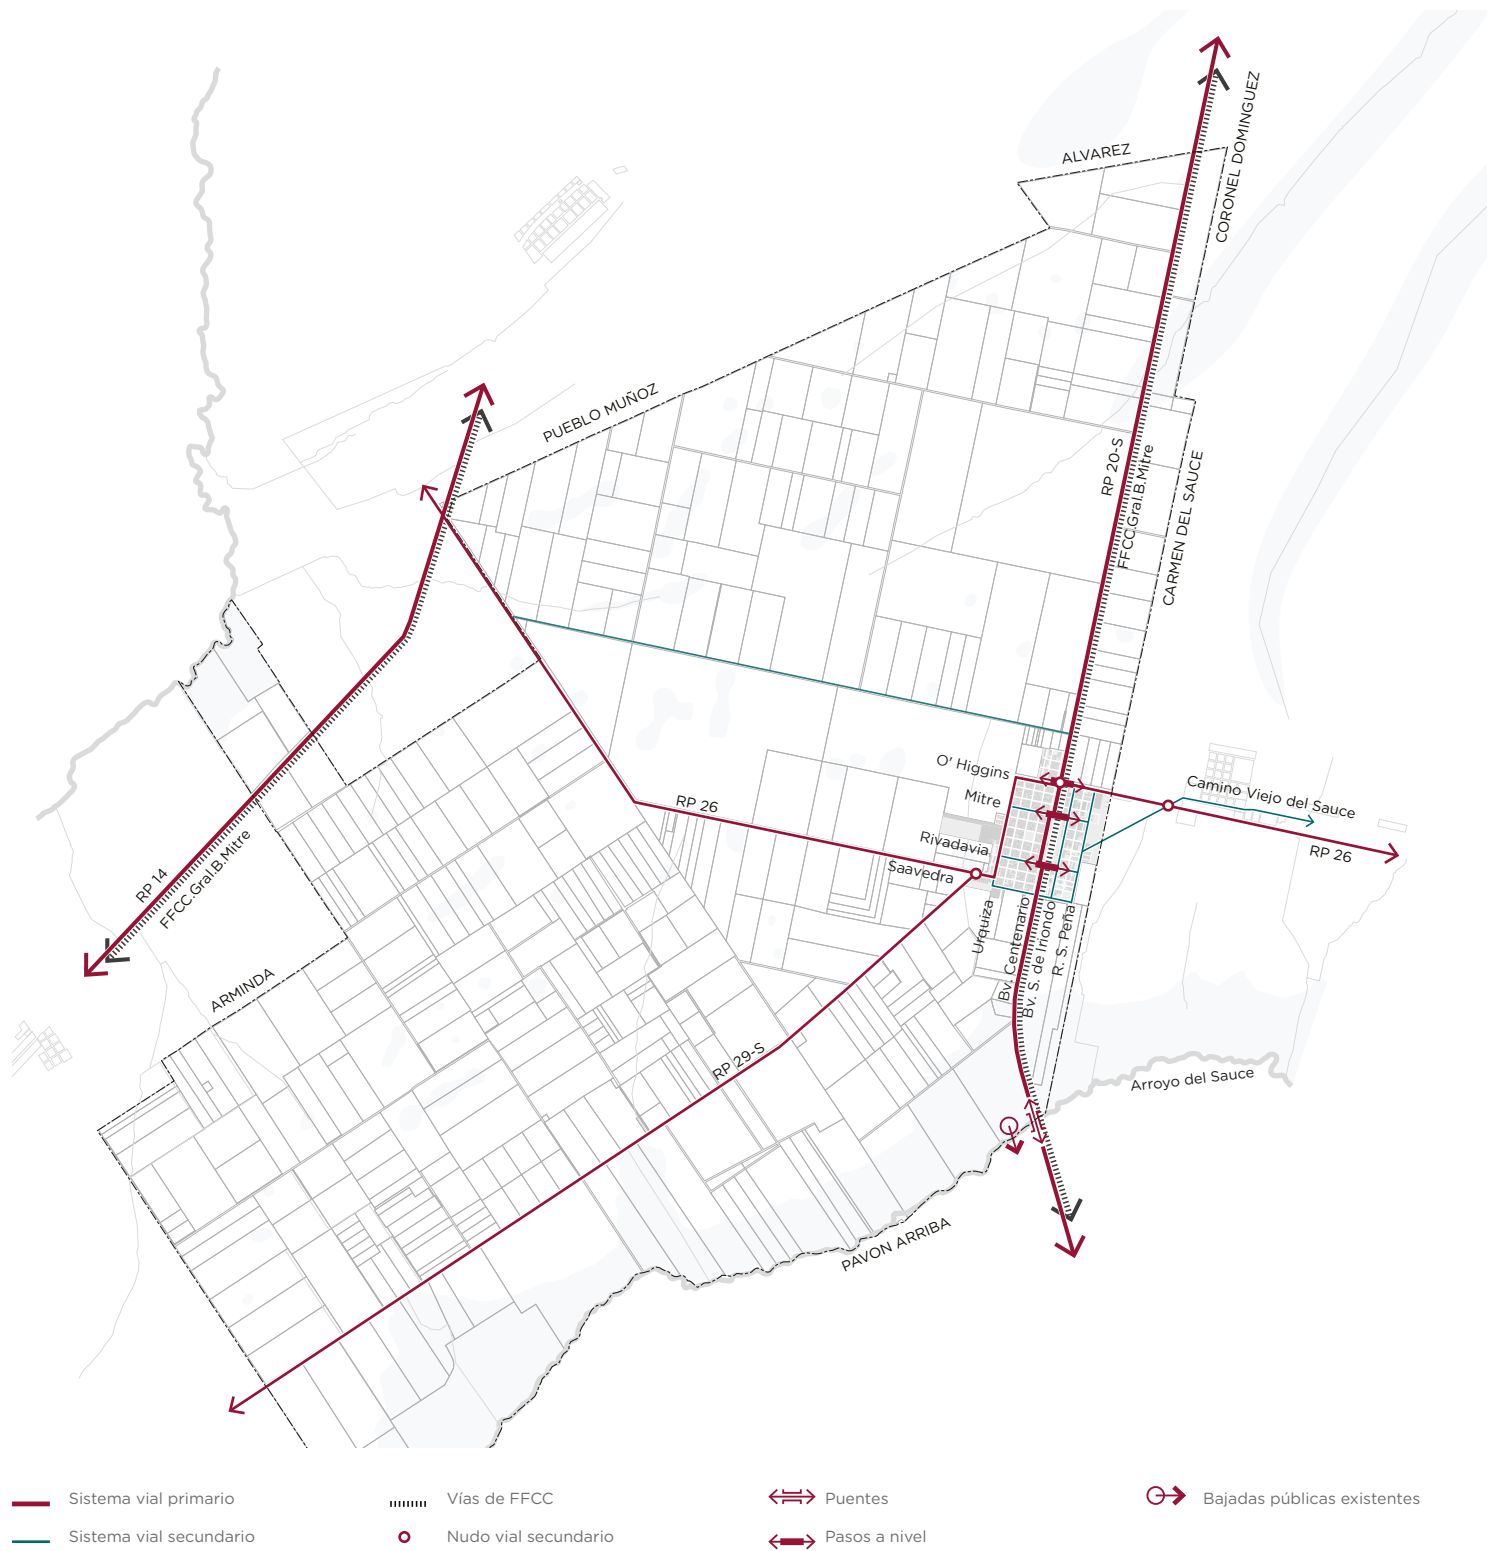 ALVAREZ
CORONEL DOMINGUEZ
PUEBLO MUÑOZ
RP 20-S
FFCC.Gral.B.Mitre
CARMEN DEL SAUCE
O' Higgins
Mitre
Camino Viejo del Sauce
RP 26
Rivadavia
RP 26
Saavedra
RP 14
FFCC.Gral.B.Mitre
Urquiza
Bv. Centenario
Bv. S. de Iriondo
R. S. Peña
ARMINDA
RP 29-S
Arroyo del Sauce
PAVON ARRIBA
Sistema vial primario
Vías de FFCC
Puentes
Bajadas públicas existentes
Sistema vial secundario
Nudo vial secundario
Pasos a nivel